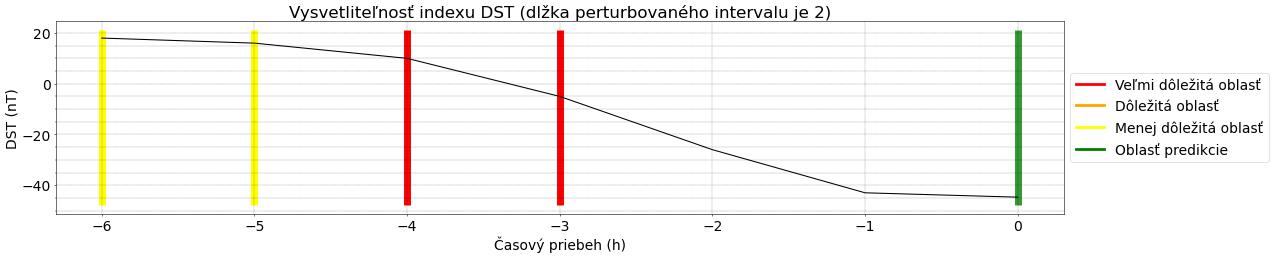 Vysvetliteľnosť indexu DST (dlžka perturbovaného intervalu je 2)
20
0
−20
−40
DST (nT)
−6 −5 −4 −3 −2 −1 0
Časový priebeh (h)
Veľmi dôležitá oblasť
Dôležitá oblasť
Menej dôležitá oblasť
Oblasť predikcie